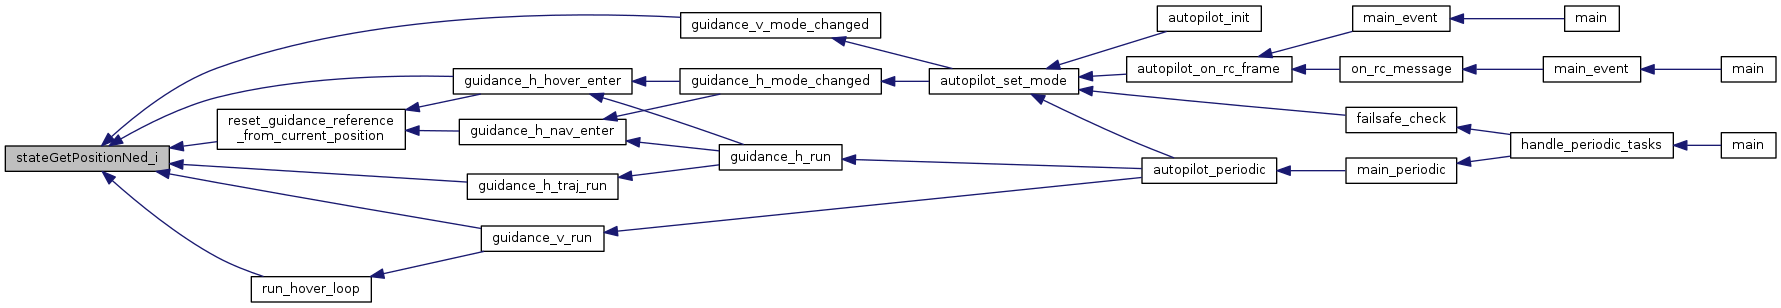 stateGetPositionNed_i
guidance_v_mode_changed
guidance_h_hover_enter
reset_guidance_reference
_from_current_position
guidance_h_nav_enter
guidance_h_traj_run
guidance_v_run
run_hover_loop
guidance_h_mode_changed
guidance_h_run
autopilot_set_mode
autopilot_init
autopilot_on_rc_frame
autopilot_periodic
main_event
main
on_rc_message
main_event
main
failsafe_check
main_periodic
handle_periodic_tasks
main